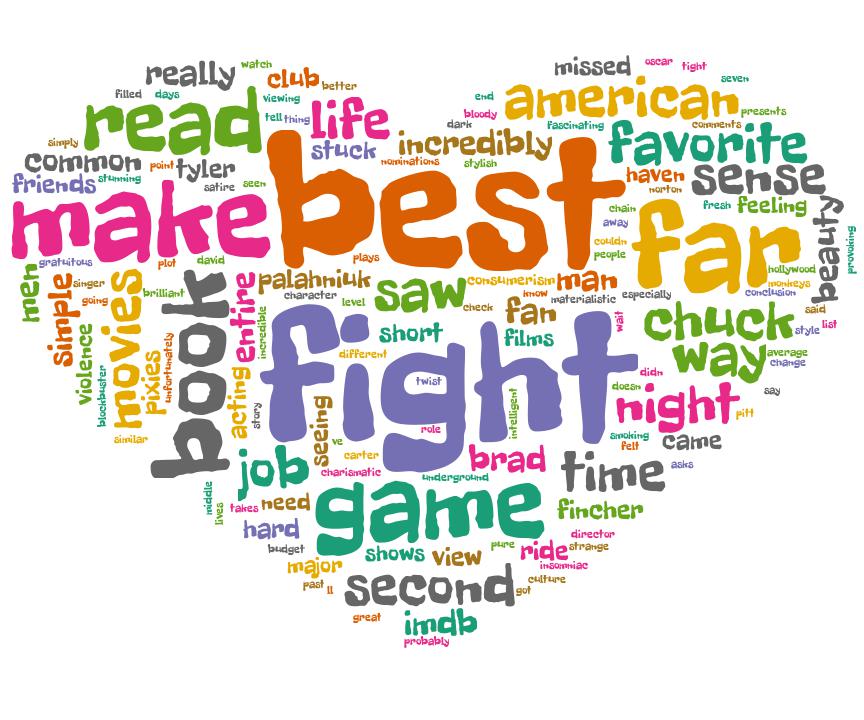 really
watch
club
better
missed
oscar
tight
seven
filled
days
viewing
end
american
presents
read
tell
thing
life
bloody
dark
fascinating
comments
simply
stuck
incredibly
favorite
common
point
tyler
nominations
stylish
haven
sense
friends
stunning
satire
seen
norton
make
best
chain
fresh
feeling
away
far
beauty
provoking
couldn
people
gratuitous
plot
david
plays
hollywood
men
simple
singer
going
brilliant
book
entire
palahniuk
saw
consumerism
man
monkeys
movies
character
level
check
know
materialistic
especially
conclusion
said
fan
chuck
style
list
violence
blockbuster
pixies
unfortunately
incredible
fight
short
films
wait
way
average
change
different
twist
didn
acting
story
doesn
say
seeing
intelligent
night
pitt
similar
role
smoking
felt
came
ve
carter
job
charismatic
underground
brad
time
asks
middle
lives
takes
need
game
fincher
hard
director
budget
shows
view
pure
ride
strange
major
insomniac
past
ll
second
got
culture
great
imdb
probably